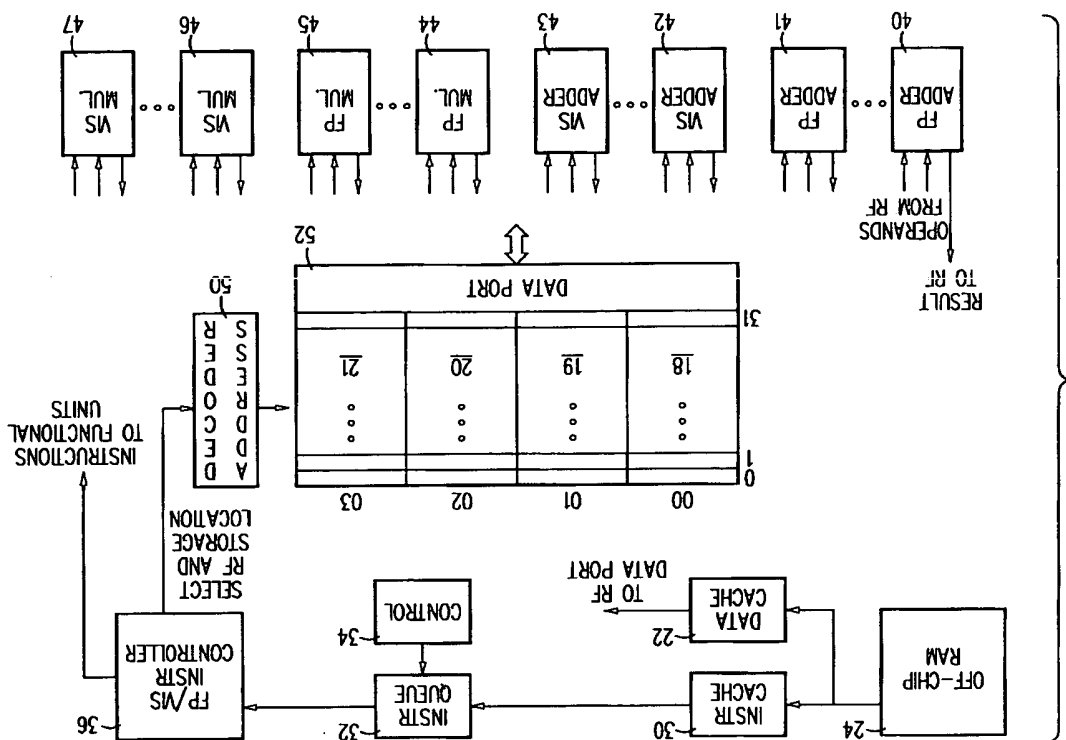 24
OFF-CHIP
RAM
30
INSTR
CACHE
32
INSTR
QUEUE
36
FP/VIS
INSTR
CONTROLLER
22
DATA
CACHE
34
CONTROL
TO RF
DATA PORT
SELECT
RF AND
STORAGE
LOCATION
INSTRUCTIONS
TO FUNCTIONAL
UNITS
00 01 02 03
0
1
18 19 20 21
31
DATA PORT
52
ADDRESS
DECODER
50
RESULT
TO RF
OPERANDS
FROM RF
FP
ADDER
40
FP
ADDER
41
VIS
ADDER
42
VIS
ADDER
43
FP
MUL.
44
FP
MUL.
45
VIS
MUL.
46
VIS
MUL.
47